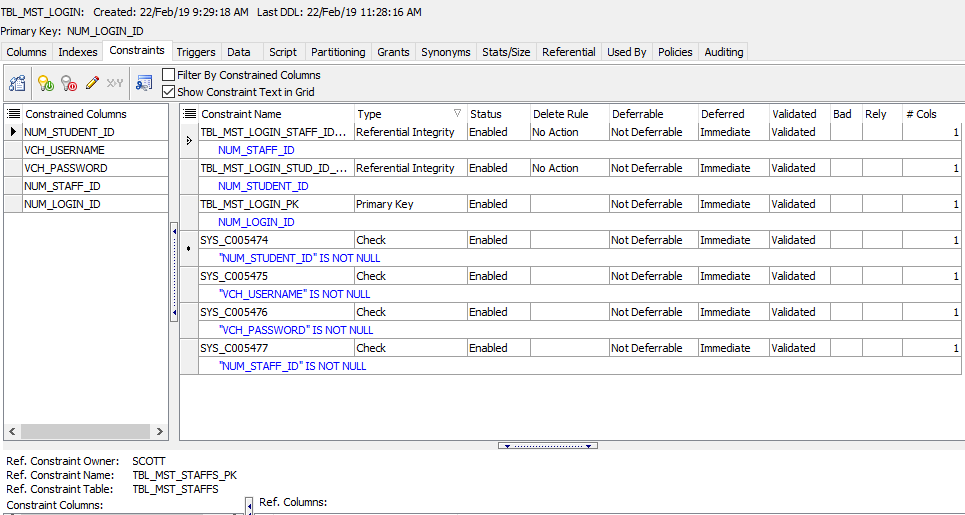 TBL_MST_LOGIN: Created: 22/Feb/19 9:29:18 AM Last DDL: 22/Feb/19 11:28:16 AM
Primary Key: NUM_LOGIN_ID
Columns Indexes Constraints Triggers Data Script Partitioning Grants Synonyms Stats/Size Referential Used By Policies Auditing
Filter By Constrained Columns
X=Y Show Constraint Text in Grid
Constrained Columns
NUM_STUDENT_ID
VCH_USERNAME
VCH_PASSWORD
NUM_STAFF_ID
NUM_LOGIN_ID
Constraint Name Type Status Delete Rule Deferrable Deferred Validated Bad Rely # Cols
TBL_MST_LOGIN_STAFF_ID... Referential Integrity Enabled No Action Not Deferrable Immediate Validated 1
NUM_STAFF_ID
TBL_MST_LOGIN_STUD_ID_... Referential Integrity Enabled No Action Not Deferrable Immediate Validated 1
NUM_STUDENT_ID
TBL_MST_LOGIN_PK Primary Key Enabled Not Deferrable Immediate Validated 1
NUM_LOGIN_ID
SYS_C005474 Check Enabled Not Deferrable Immediate Validated 1
"NUM_STUDENT_ID" IS NOT NULL
SYS_C005475 Check Enabled Not Deferrable Immediate Validated 1
"VCH_USERNAME" IS NOT NULL
SYS_C005476 Check Enabled Not Deferrable Immediate Validated 1
"VCH_PASSWORD" IS NOT NULL
SYS_C005477 Check Enabled Not Deferrable Immediate Validated 1
"NUM_STAFF_ID" IS NOT NULL
Ref. Constraint Owner: SCOTT
Ref. Constraint Name: TBL_MST_STAFFS_PK
Ref. Constraint Table: TBL_MST_STAFFS
Constraint Columns:
Ref. Columns: